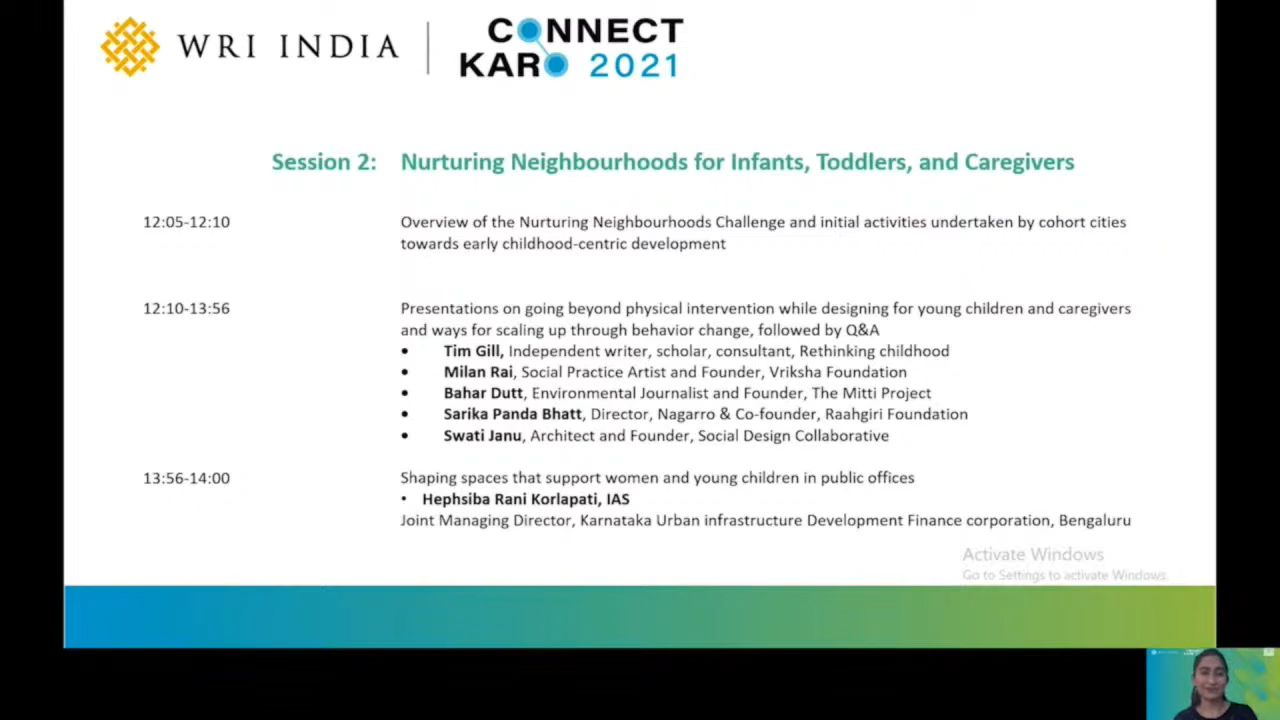 WRI INDIA
CONNECT
KARO 2021
Session 2: Nurturing Neighbourhoods for Infants, Toddlers, and Caregivers
12:05-12:10 Overview of the Nurturing Neighbourhoods Challenge and initial activities undertaken by cohort cities
towards early childhood-centric development
12:10-13:56 Presentations on going beyond physical intervention while designing for young children and caregivers
and ways for scaling up through behavior change, followed by Q&A
• Tim Gill, Independent writer, scholar, consultant, Rethinking childhood
• Milan Rai, Social Practice Artist and Founder, Vriksha Foundation
• Bahar Dutt, Environmental Journalist and Founder, The Mitti Project
• Sarika Panda Bhatt, Director, Nagarro & Co-founder, Raahgiri Foundation
• Swati Janu, Architect and Founder, Social Design Collaborative
13:56-14:00 Shaping spaces that support women and young children in public offices
• Hephsiba Rani Korlapati, IAS
Joint Managing Director, Karnataka Urban infrastructure Development Finance corporation, Bengaluru
Activate Windows
Go to Settings to activate Windows.